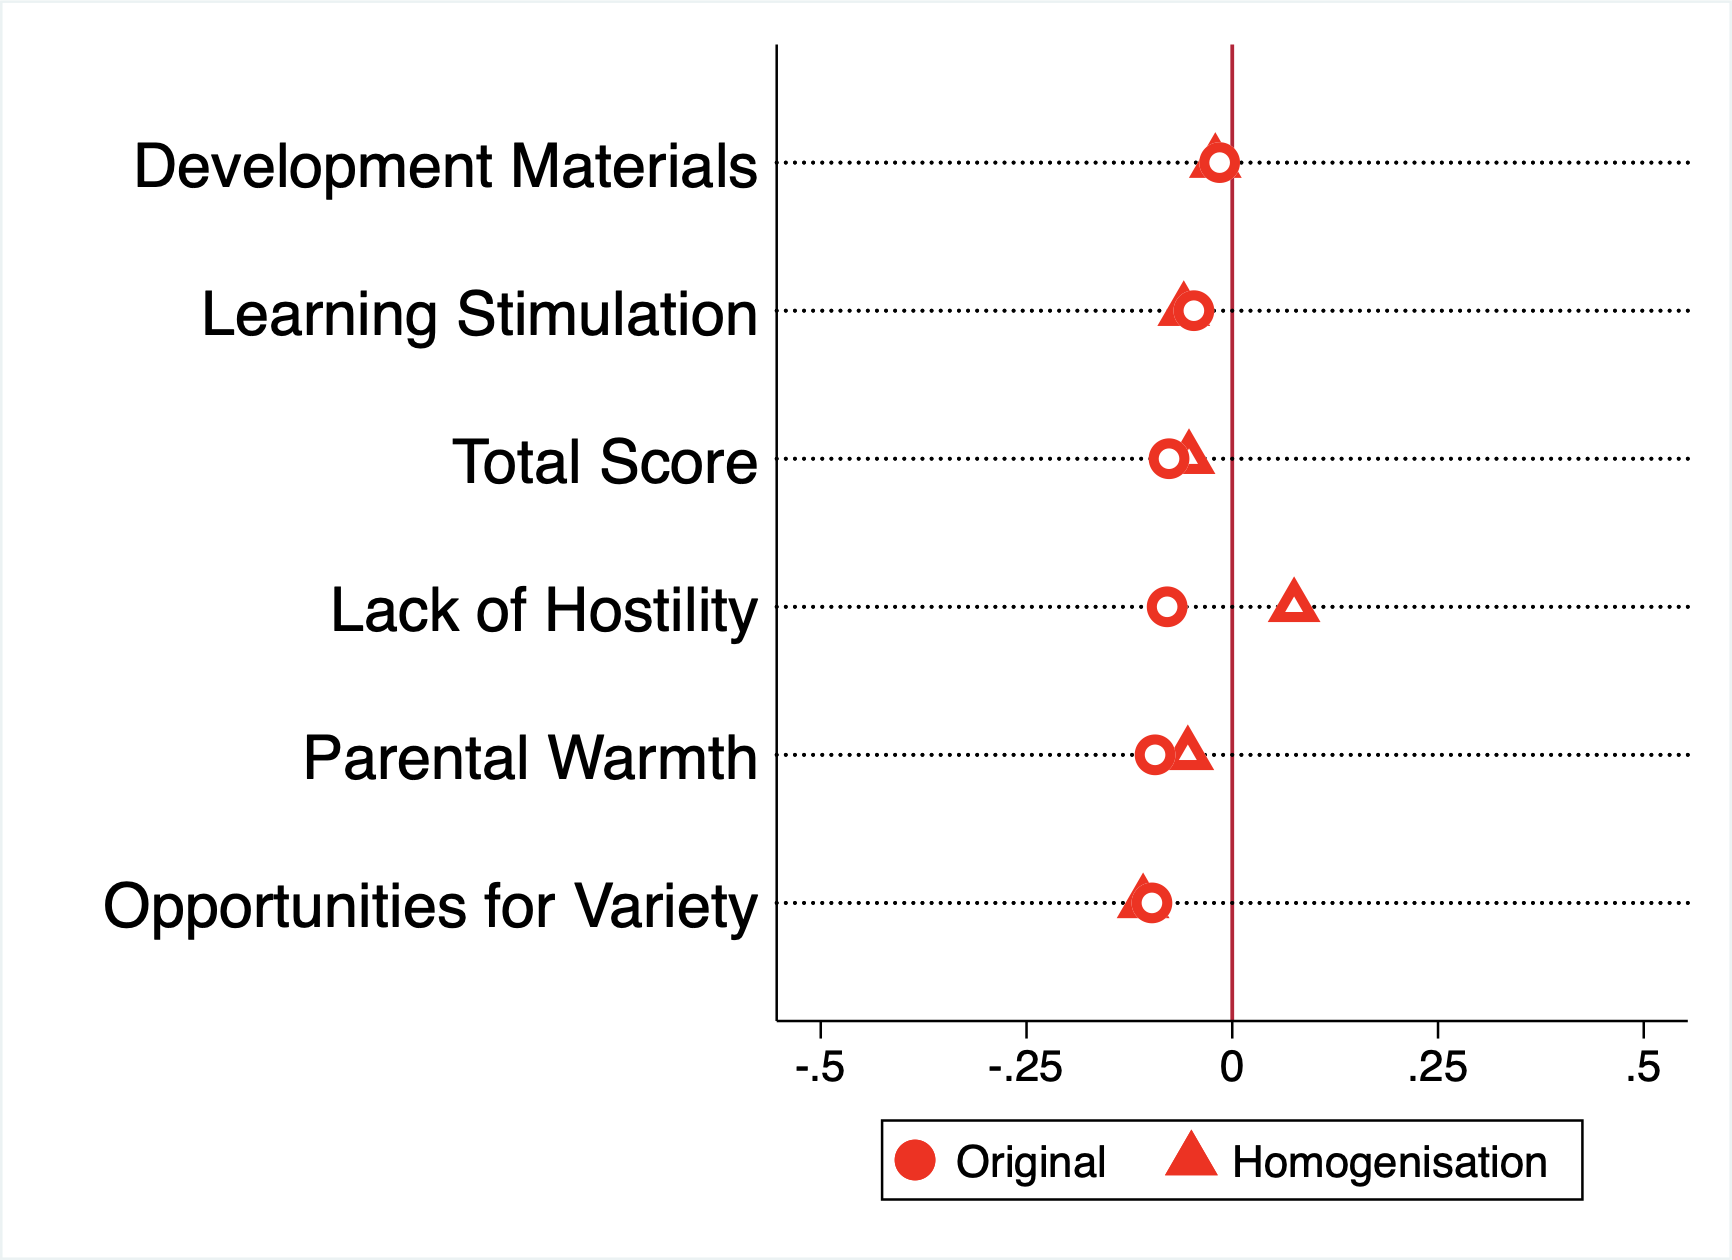 Development Materials
Learning Stimulation
Total Score
Lack of Hostility
Parental Warmth
Opportunities for Variety
-.5 -.25 0 .25 .5
Original Homogenisation